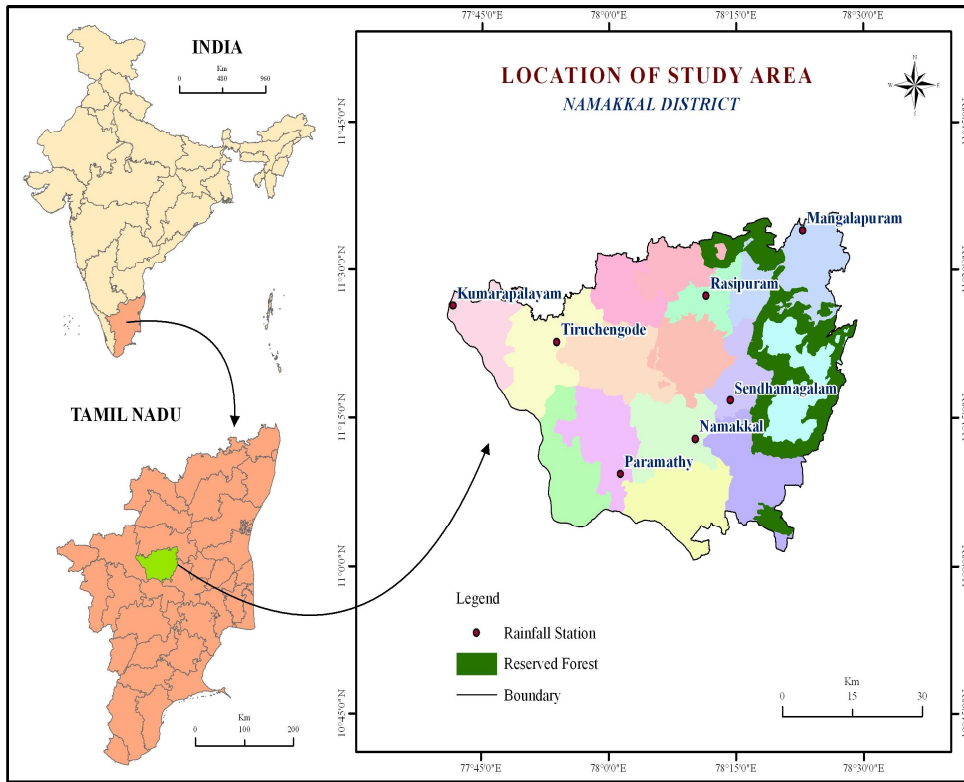 INDIA
Km
0 480 960
TAMIL NADU
Km
0 100 200
77°45'0"E 78°0'0"E 78°15'0"E 78°30'0"E
LOCATION OF STUDY AREA
NAMAKKAL DISTRICT
N
W E
S
Mangalapuram
Rasipuram
Kumarapalayam
Tiruchengode
Sendhamagalam
Namakkal
Paramathy
11°45'0"N
11°30'0"N
11°15'0"N
11°0'0"N
10°45'0"N
Legend
Rainfall Station
Reserved Forest
Boundary
Km
0 15 30
77°45'0"E 78°0'0"E 78°15'0"E 78°30'0"E